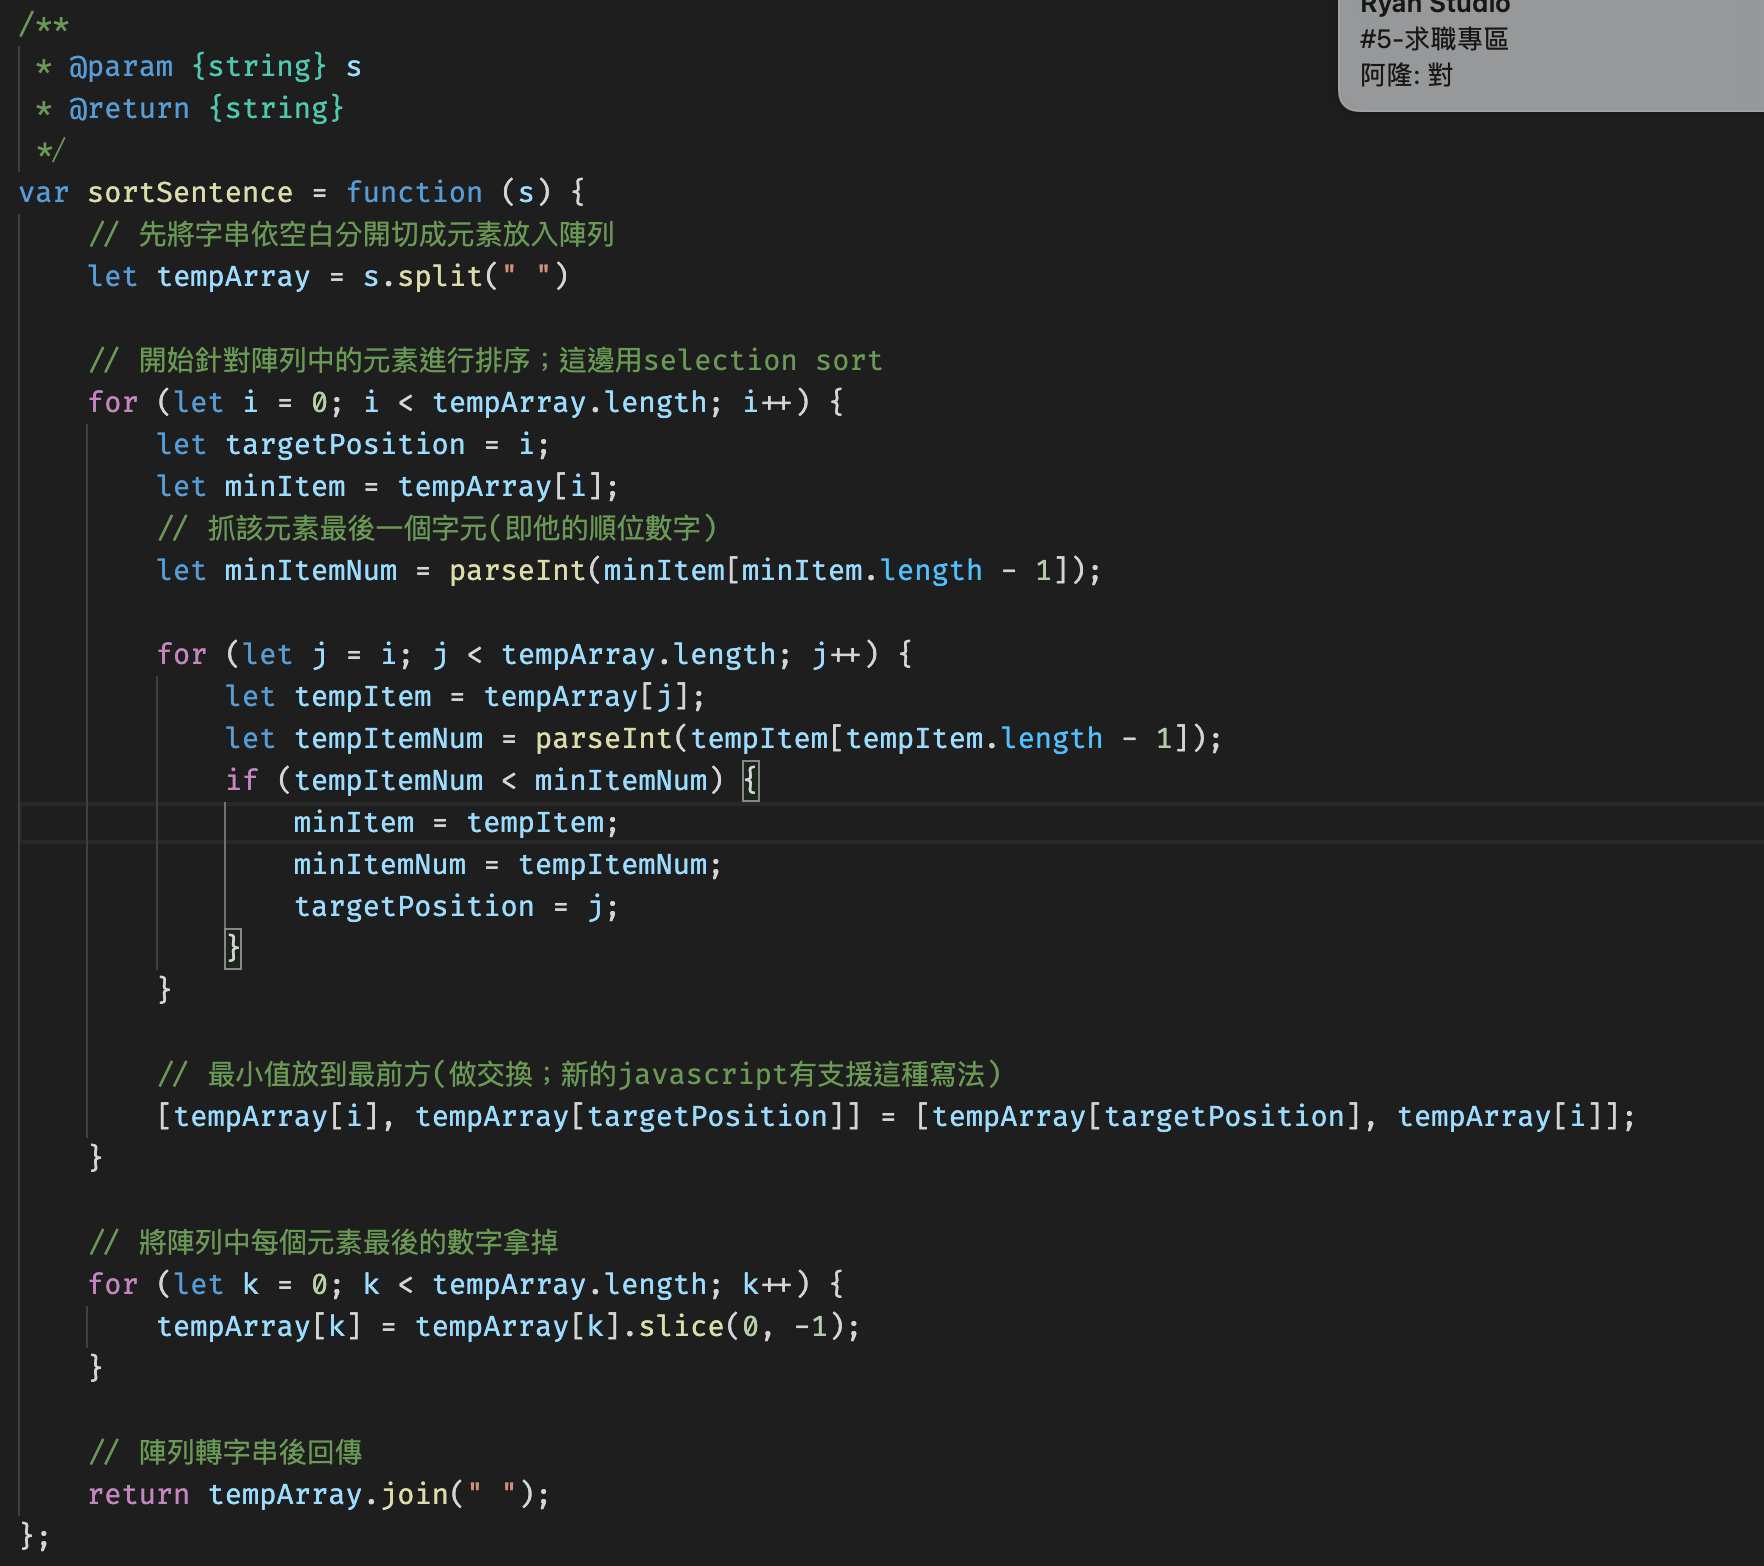 /**
 * @param {string} s
 * @return {string}
 */
var sortSentence = function (s) {
    // 先將字串依空白分開切成元素放入陣列
    let tempArray = s.split(" ")

    // 開始針對陣列中的元素進行排序；這邊用selection sort
    for (let i = 0; i < tempArray.length; i++) {
        let targetPosition = i;
        let minItem = tempArray[i];
        // 抓該元素最後一個字元(即他的順位數字)
        let minItemNum = parseInt(minItem[minItem.length - 1]);

        for (let j = i; j < tempArray.length; j++) {
            let tempItem = tempArray[j];
            let tempItemNum = parseInt(tempItem[tempItem.length - 1]);
            if (tempItemNum < minItemNum) {
                minItem = tempItem;
                minItemNum = tempItemNum;
                targetPosition = j;
            }
        }

        // 最小值放到最前方(做交換；新的javascript有支援這種寫法)
        [tempArray[i], tempArray[targetPosition]] = [tempArray[targetPosition], tempArray[i]];
    }

    // 將陣列中每個元素最後的數字拿掉
    for (let k = 0; k < tempArray.length; k++) {
        tempArray[k] = tempArray[k].slice(0, -1);
    }

    // 陣列轉字串後回傳
    return tempArray.join(" ");
};
Ryan Studio
#5-求職專區
阿隆: 對